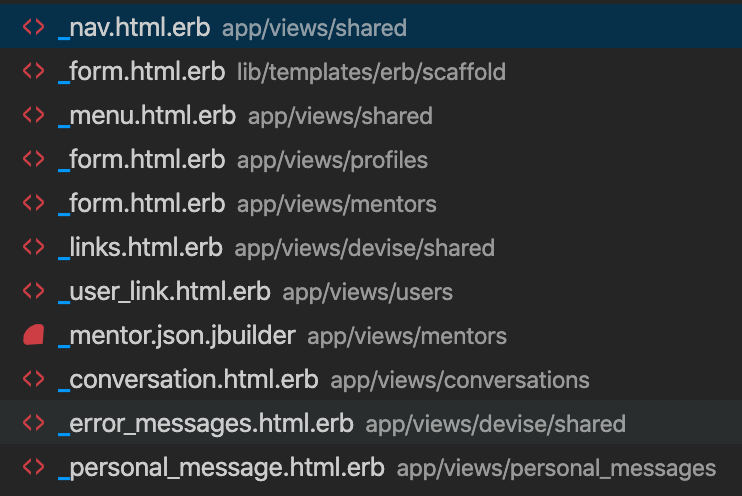 _nav.html.erb app/views/shared
_form.html.erb lib/templates/erb/scaffold
_menu.html.erb app/views/shared
_form.html.erb app/views/profiles
_form.html.erb app/views/mentors
_links.html.erb app/views/devise/shared
_user_link.html.erb app/views/users
_mentor.json.jbuilder app/views/mentors
_conversation.html.erb app/views/conversations
_error_messages.html.erb app/views/devise/shared
_personal_message.html.erb app/views/personal_messages